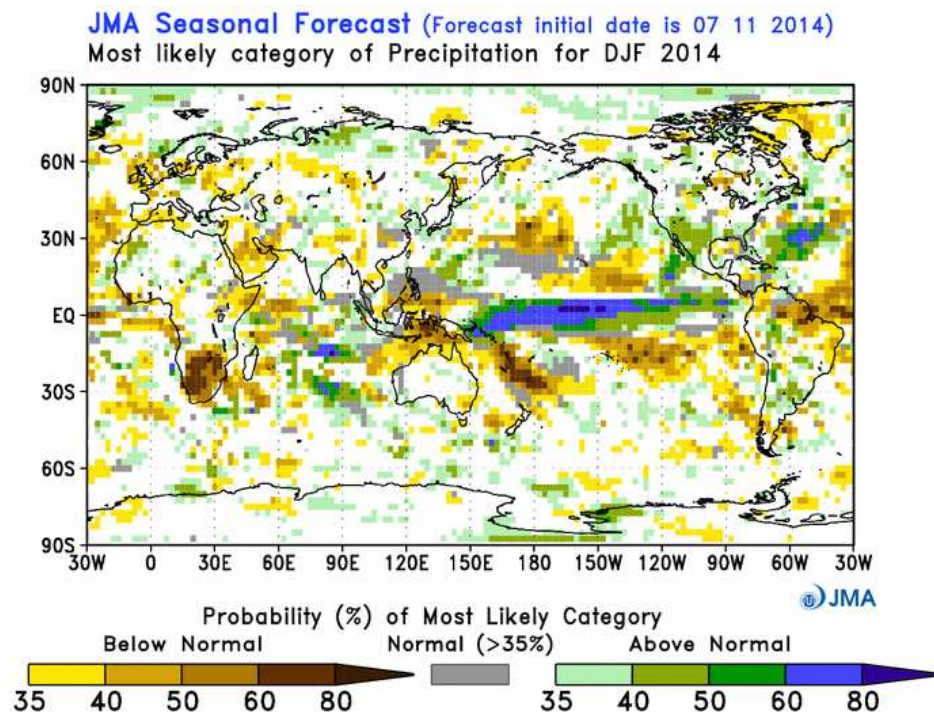 JMA Seasonal Forecast (Forecast initial date is 07 11 2014)
Most likely category of Precipitation for DJF 2014
90N
60N
30N
EQ
30S
60S
90S
30W 0 30E 60E 90E 120E 150E 180 150W 120W 90W 60W 30W
JMA
Probability (%) of Most Likely Category
Below Normal Normal (>35%) Above Normal
35 40 50 60 80 35 40 50 60 80